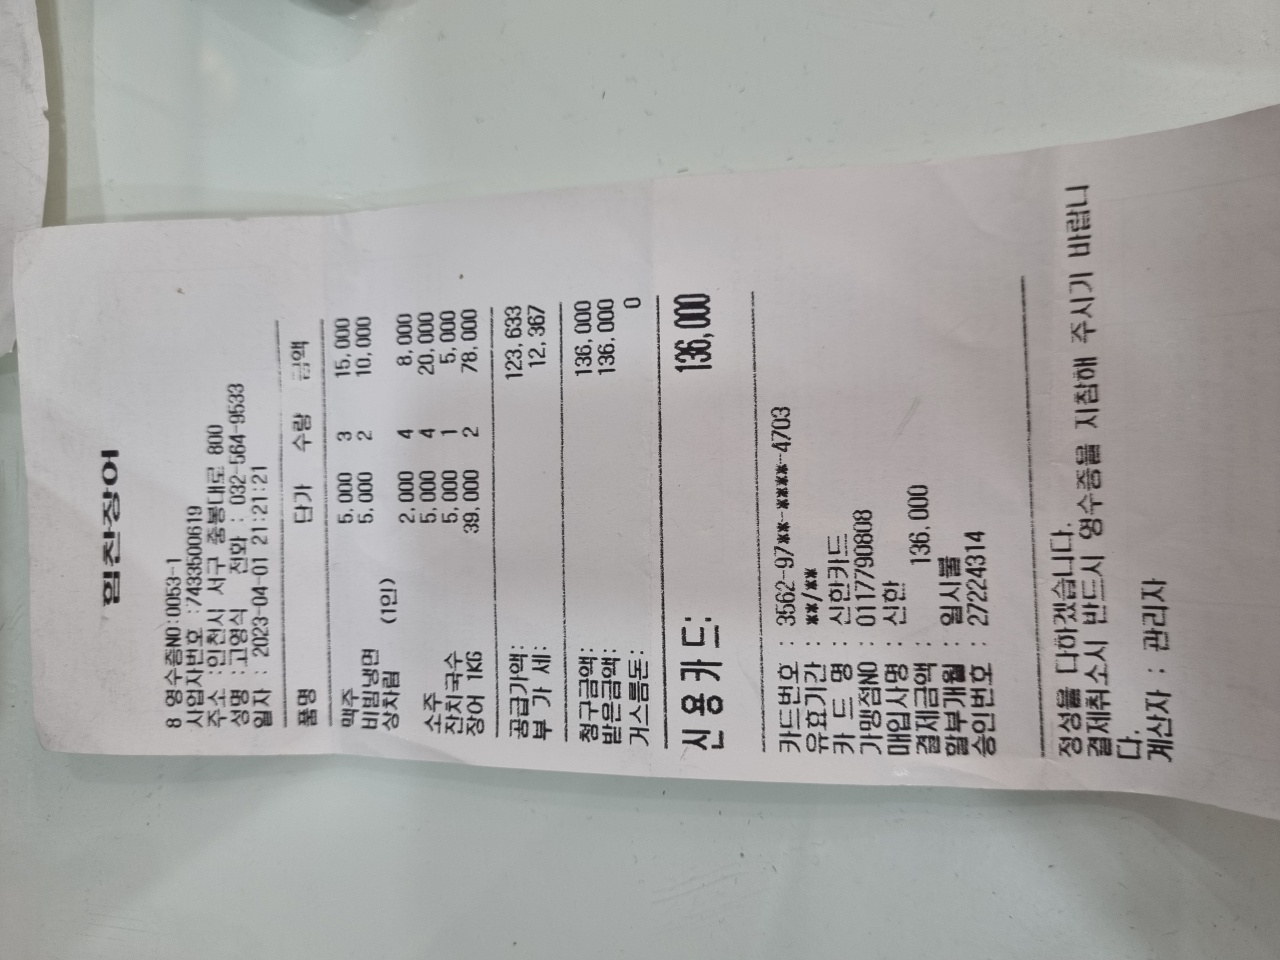 힘찬장어
8 영수증NO:0053-1
사업자번호 :7433500619
주소 :인천시 서구 중봉대로 800
성명 :고영식 전화 : 032-564-9533
일자 : 2023-04-01 21:21:21
품명 단가 수량 금액
맥주 5,000 3 15,000
비빔냉면 5,000 2 10,000
상차림 (1인)
2,000 4 8,000
소주 5,000 4 20,000
잔치국수 5,000 1 5,000
장어 1KG 39,000 2 78,000
공급가액: 123,633
부 가 세: 12,367
청구금액: 136,000
받은금액: 136,000
거스름돈: 0
신용카드: 136,000
카드번호 : 3562-97**-****-4703
유효기간 : **/**
카 드 명 : 신한카드
가맹점NO : 0117790808
매입사명 : 신한
결제금액 : 136,000
할부개월 : 일시불
승인번호 : 27224314
정성을 다하겠습니다.
결제취소시 반드시 영수증을 지참해 주시기 바랍니
다.
계산자 : 관리자